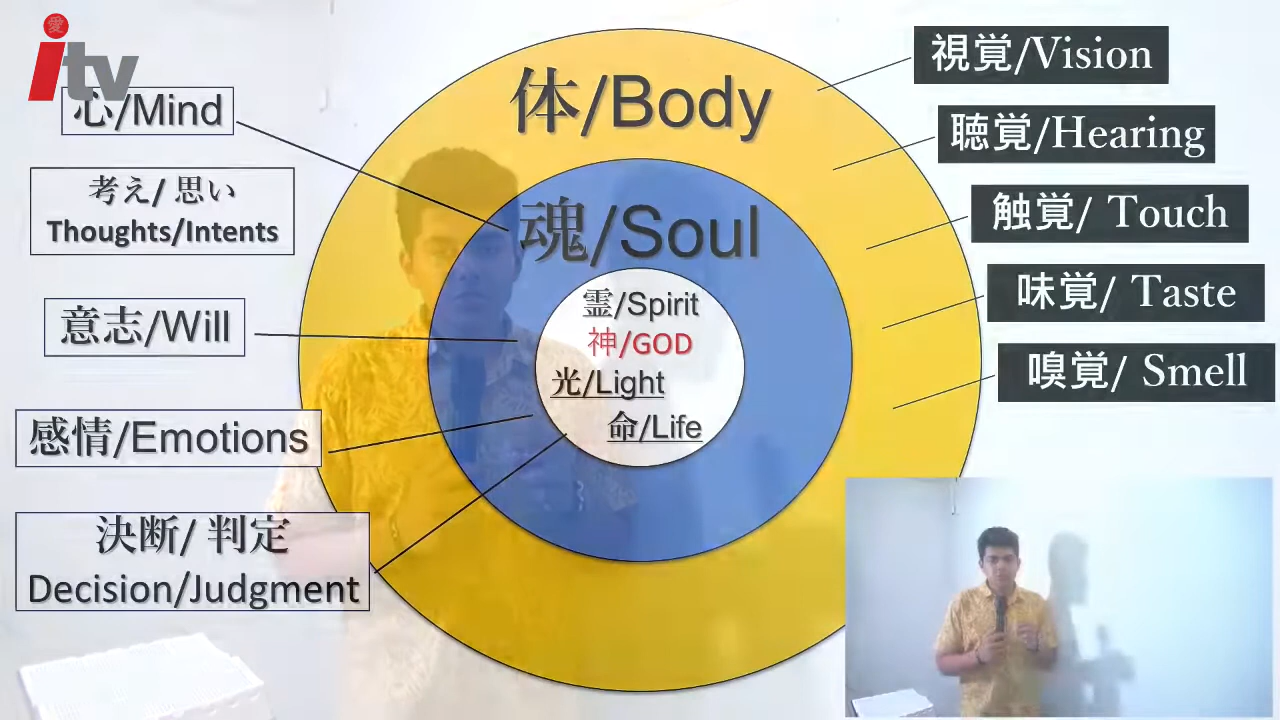 愛
itv
心/Mind
考え/ 思い
Thoughts/Intents
意志/Will
感情/Emotions
決断/ 判定
Decision/Judgment
体/Body
魂/Soul
霊/Spirit
神/GOD
光/Light
命/Life
視覚/Vision
聴覚/Hearing
触覚/ Touch
味覚/ Taste
嗅覚/ Smell